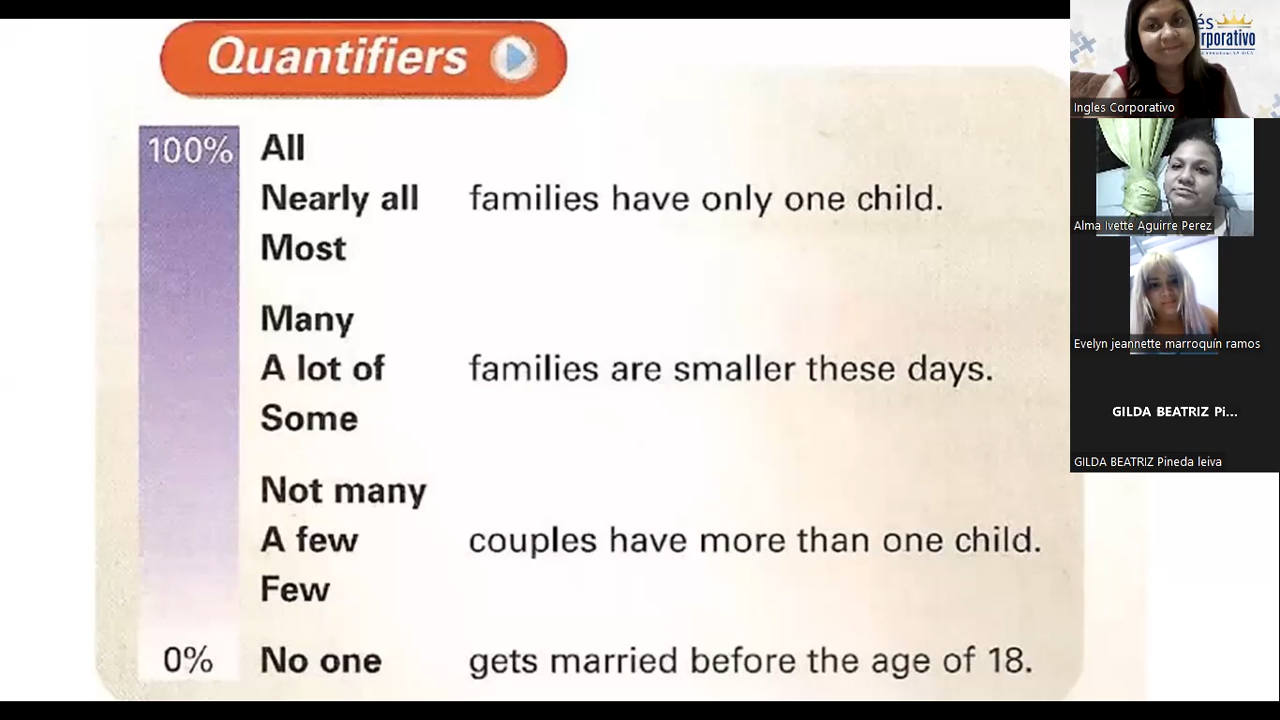 Quantifiers
100% All
Nearly all families have only one child.
Most
Many
A lot of families are smaller these days.
Some
Not many
A few couples have more than one child.
Few
0% No one gets married before the age of 18.
és
rporativo
Ingles Corporativo
Alma Ivette Aguirre Perez
Evelyn jeannette marroquín ramos
GILDA BEATRIZ Pi...
GILDA BEATRIZ Pineda leiva